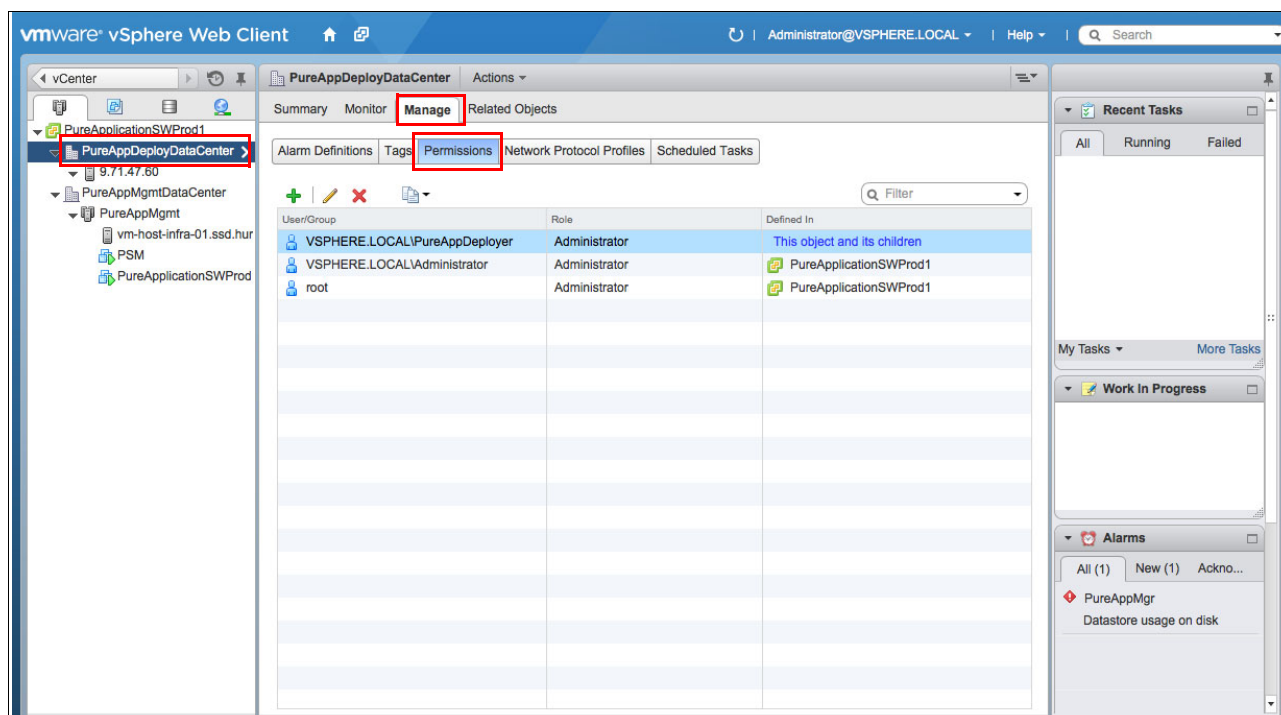 vmware® vSphere Web Client
Administrator@VSPHERE.LOCAL
Help
Search
vCenter
PureApplicationSWProd1
PureAppDeployDataCenter
9.71.47.60
PureAppMgmtDataCenter
PureAppMgmt
vm-host-infra-01.ssd.hur
PSM
PureApplicationSWProd
PureAppDeployDataCenter Actions
Summary Monitor Manage Related Objects
Alarm Definitions Tags Permissions Network Protocol Profiles Scheduled Tasks
Filter
User/Group Role Defined In
VSPHERE.LOCAL\PureAppDeployer Administrator This object and its children
VSPHERE.LOCAL\Administrator Administrator PureApplicationSWProd1
root Administrator PureApplicationSWProd1
Recent Tasks
All Running Failed
My Tasks More Tasks
Work In Progress
Alarms
All (1) New (1) Ackno...
PureAppMgr
Datastore usage on disk